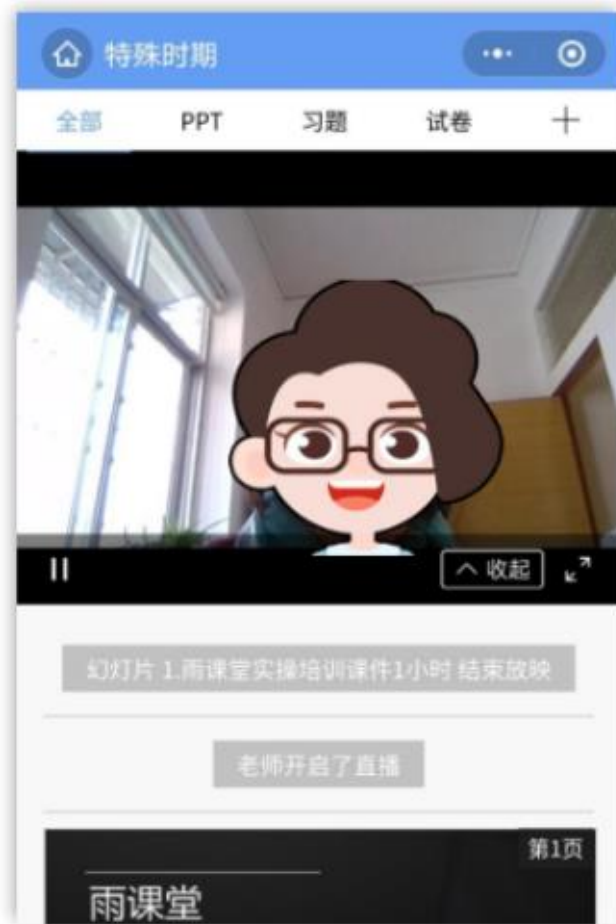 特殊时期
全部 PPT 习题 试卷
收起
幻灯片 1.雨课堂实操培训课件1小时 结束放映
老师开启了直播
第1页
雨课堂